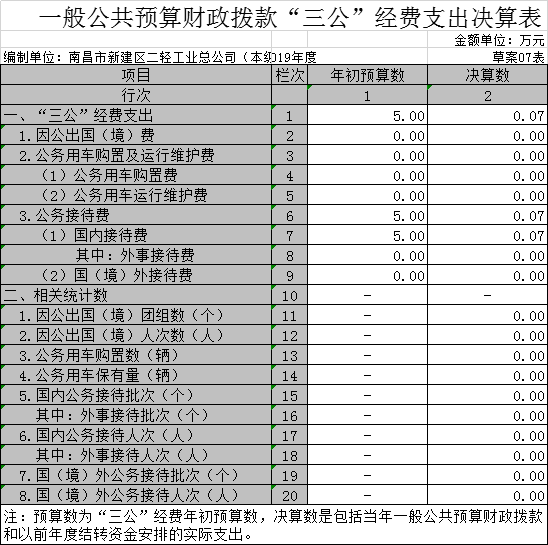 一般公共预算财政拨款“三公”经费支出决算表
金额单位：万元
编制单位：南昌市新建区二轻工业总公司（本级019年度 草案07表
项目 栏次 年初预算数 决算数
行次 1 2
一、“三公”经费支出 1 5.00 0.07
1.因公出国（境）费 2 0.00 0.00
2.公务用车购置及运行维护费 3 0.00 0.00
（1）公务用车购置费 4 0.00 0.00
（2）公务用车运行维护费 5 0.00 0.00
3.公务接待费 6 5.00 0.07
（1）国内接待费 7 5.00 0.07
其中：外事接待费 8 0.00 0.00
（2）国（境）外接待费 9 0.00 0.00
二、相关统计数 10 － －
1.因公出国（境）团组数（个） 11 － 0.00
2.因公出国（境）人次数（人） 12 － 0.00
3.公务用车购置数（辆） 13 － 0.00
4.公务用车保有量（辆） 14 － 0.00
5.国内公务接待批次（个） 15 － 0.00
其中：外事接待批次（个） 16 － 0.00
6.国内公务接待人次（人） 17 － 0.00
其中：外事接待人次（人） 18 － 0.00
7.国（境）外公务接待批次（个） 19 － 0.00
8.国（境）外公务接待人次（人） 20 － 0.00
注：预算数为“三公”经费年初预算数，决算数是包括当年一般公共预算财政拨款
和以前年度结转资金安排的实际支出。